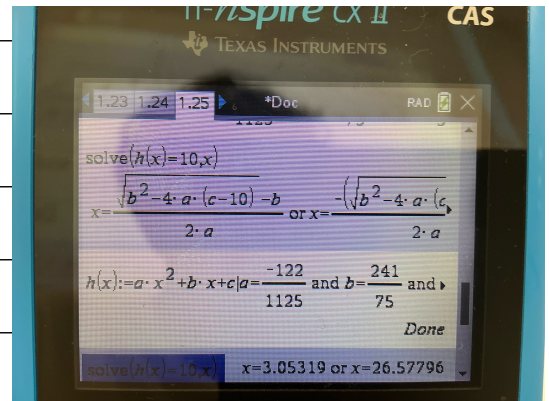 TI-nspire CX II CAS
TEXAS INSTRUMENTS
1.23 1.24 1.25 *Doc RAD
solve(h(x)=10,x)
x=(√(b²-4·a·(c-10))-b)/(2·a) or x=-(√(b²-4·a·(c
h(x):=a·x²+b·x+c|a=-122/1125 and b=241/75 and
Done
solve(h(x)=10,x) x=3.05319 or x=26.57796